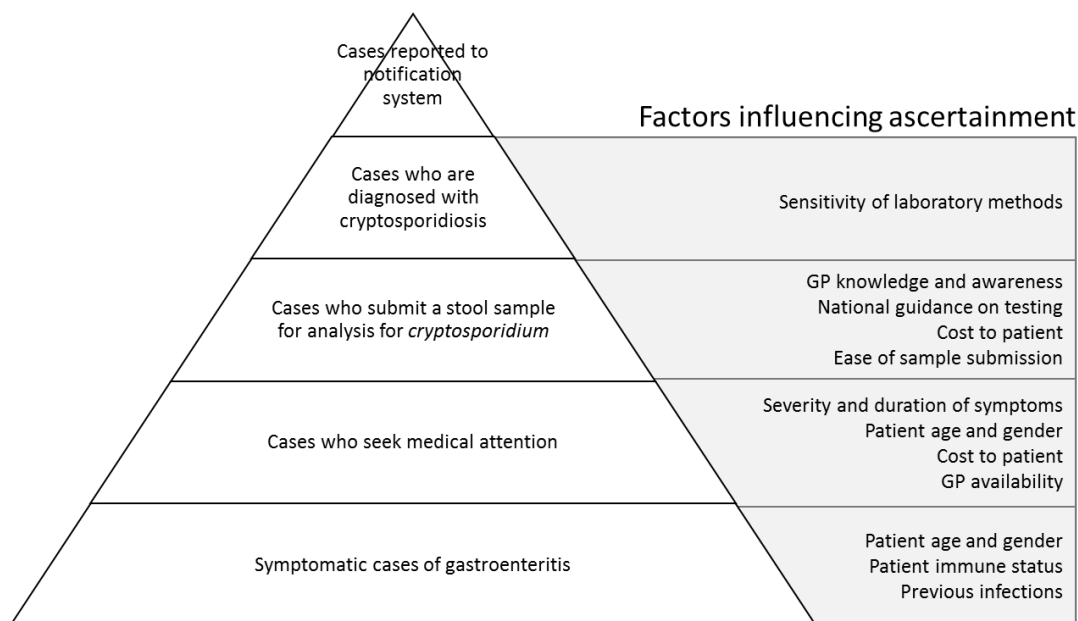 Cases reported to
notification
system
Factors influencing ascertainment
Cases who are
diagnosed with
cryptosporidiosis
Sensitivity of laboratory methods
Cases who submit a stool sample
for analysis for cryptosporidium
GP knowledge and awareness
National guidance on testing
Cost to patient
Ease of sample submission
Cases who seek medical attention
Severity and duration of symptoms
Patient age and gender
Cost to patient
GP availability
Symptomatic cases of gastroenteritis
Patient age and gender
Patient immune status
Previous infections